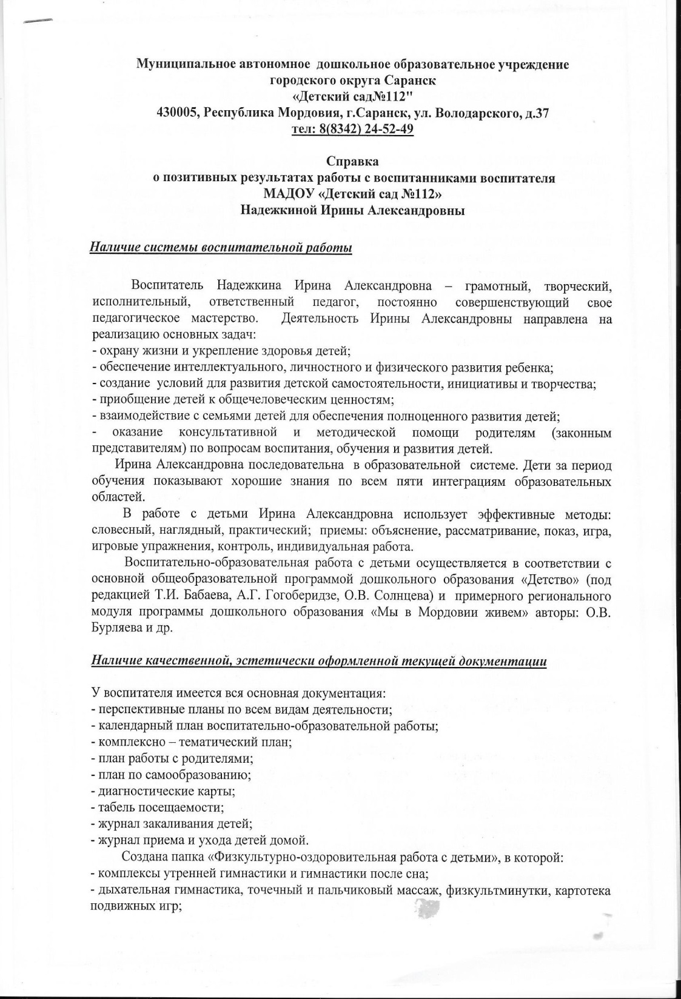 Муниципальное автономное дошкольное образовательное учреждение
городского округа Саранск
«Детский сад№112"
430005, Республика Мордовия, г.Саранск, ул. Володарского, д.37
тел: 8(8342) 24-52-49
Справка
о позитивных результатах работы с воспитанниками воспитателя
МАДОУ «Детский сад №112»
Надежкиной Ирины Александровны
Наличие системы воспитательной работы
Воспитатель Надежкина Ирина Александровна – грамотный, творческий,
исполнительный, ответственный педагог, постоянно совершенствующий свое
педагогическое мастерство. Деятельность Ирины Александровны направлена на
реализацию основных задач:
- охрану жизни и укрепление здоровья детей;
- обеспечение интеллектуального, личностного и физического развития ребенка;
- создание условий для развития детской самостоятельности, инициативы и творчества;
- приобщение детей к общечеловеческим ценностям;
- взаимодействие с семьями детей для обеспечения полноценного развития детей;
- оказание консультативной и методической помощи родителям (законным
представителям) по вопросам воспитания, обучения и развития детей.
Ирина Александровна последовательна в образовательной системе. Дети за период
обучения показывают хорошие знания по всем пяти интеграциям образовательных
областей.
В работе с детьми Ирина Александровна использует эффективные методы:
словесный, наглядный, практический; приемы: объяснение, рассматривание, показ, игра,
игровые упражнения, контроль, индивидуальная работа.
Воспитательно-образовательная работа с детьми осуществляется в соответствии с
основной общеобразовательной программой дошкольного образования «Детство» (под
редакцией Т.И. Бабаева, А.Г. Гогоберидзе, О.В. Солнцева) и примерного регионального
модуля программы дошкольного образования «Мы в Мордовии живем» авторы: О.В.
Бурляева и др.
Наличие качественной, эстетически оформленной текущей документации
У воспитателя имеется вся основная документация:
- перспективные планы по всем видам деятельности;
- календарный план воспитательно-образовательной работы;
- комплексно – тематический план;
- план работы с родителями;
- план по самообразованию;
- диагностические карты;
- табель посещаемости;
- журнал закаливания детей;
- журнал приема и ухода детей домой.
Создана папка «Физкультурно-оздоровительная работа с детьми», в которой:
- комплексы утренней гимнастики и гимнастики после сна;
- дыхательная гимнастика, точечный и пальчиковый массаж, физкультминутки, картотека
подвижных игр;